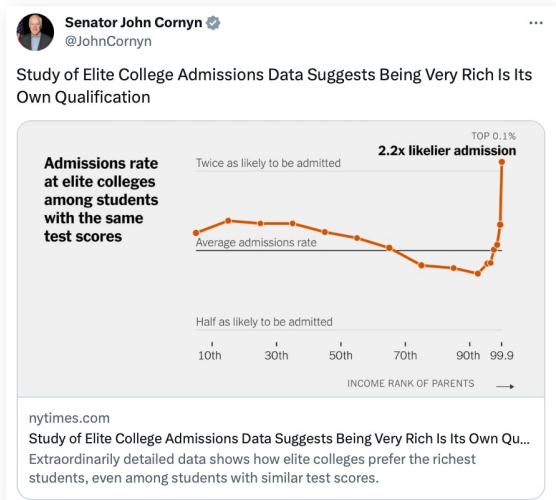 Senator John Cornyn
@JohnCornyn
Study of Elite College Admissions Data Suggests Being Very Rich Is Its
Own Qualification
Admissions rate
at elite colleges
among students
with the same
test scores
TOP 0.1%
2.2x likelier admission
Twice as likely to be admitted
Average admissions rate
Half as likely to be admitted
10th 30th 50th 70th 90th 99.9
INCOME RANK OF PARENTS
nytimes.com
Study of Elite College Admissions Data Suggests Being Very Rich Is Its Own Qu...
Extraordinarily detailed data shows how elite colleges prefer the richest
students, even among students with similar test scores.